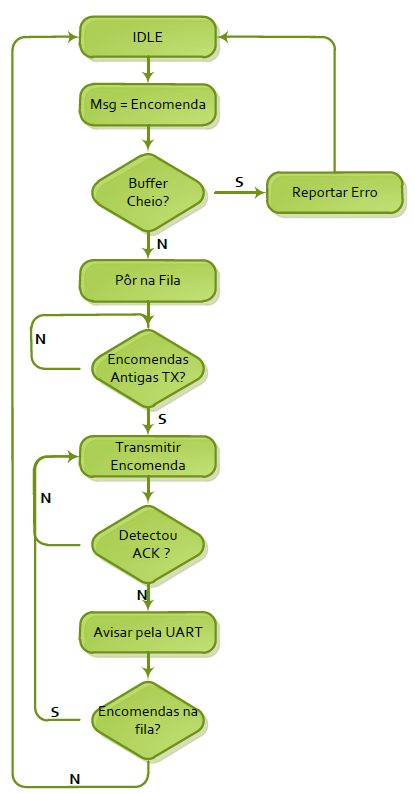 IDLE
Msg = Encomenda
Buffer
Cheio?
S
Reportar Erro
N
Pôr na Fila
N
Encomendas
Antigas TX?
S
Transmitir
Encomenda
N
Detectou
ACK ?
N
Avisar pela UART
S
Encomendas na
fila?
N